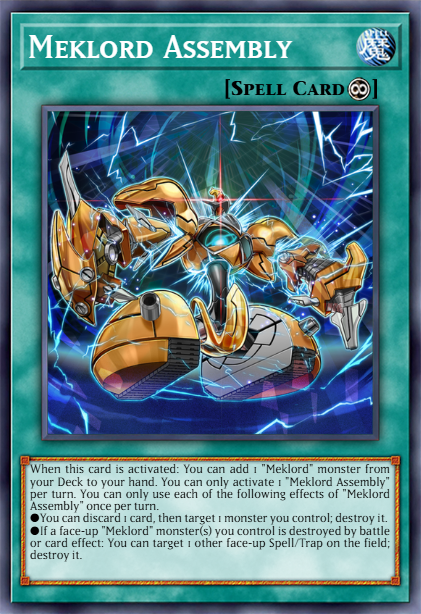 Meklord Assembly
魔
[Spell Card]
When this card is activated: You can add 1 "Meklord" monster from
your Deck to your hand. You can only activate 1 "Meklord Assembly"
per turn. You can only use each of the following effects of "Meklord
Assembly" once per turn.
●You can discard 1 card, then target 1 monster you control; destroy it.
●If a face-up "Meklord" monster(s) you control is destroyed by battle
or card effect: You can target 1 other face-up Spell/Trap on the field;
destroy it.